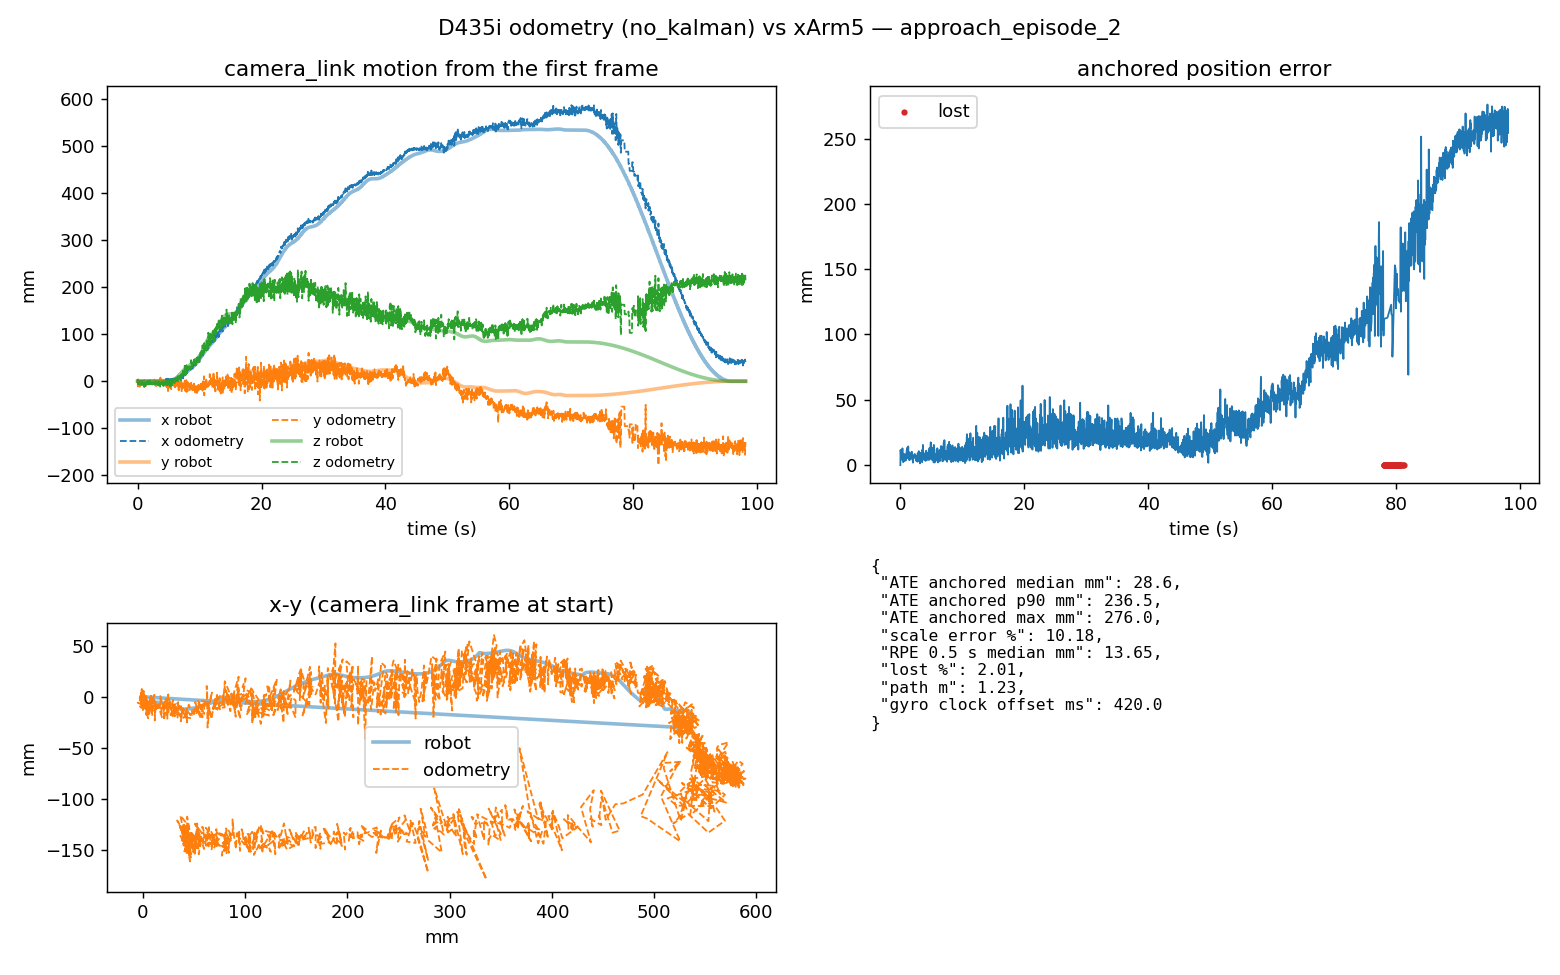 D435i odometry (no_kalman) vs xArm5 — approach_episode_2
camera_link motion from the first frame
600
500
400
300
200
100
0
−100
−200
mm
x robot
x odometry
y robot
y odometry
z robot
z odometry
0 20 40 60 80 100
time (s)
anchored position error
lost
250
200
150
100
50
0
mm
0 20 40 60 80 100
time (s)
x-y (camera_link frame at start)
50
0
−50
−100
−150
mm
robot
odometry
0 100 200 300 400 500 600
mm
{
"ATE anchored median mm": 28.6,
"ATE anchored p90 mm": 236.5,
"ATE anchored max mm": 276.0,
"scale error %": 10.18,
"RPE 0.5 s median mm": 13.65,
"lost %": 2.01,
"path m": 1.23,
"gyro clock offset ms": 420.0
}